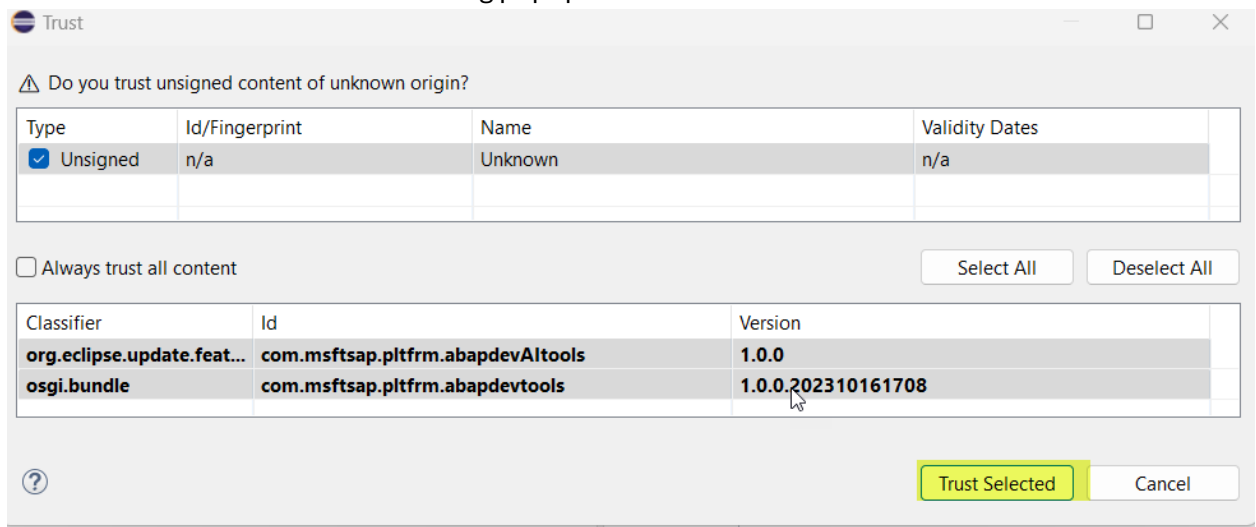 Trust
Do you trust unsigned content of unknown origin?
Type Id/Fingerprint Name Validity Dates
Unsigned n/a Unknown n/a
Always trust all content Select All Deselect All
Classifier Id Version
org.eclipse.update.feat... com.msftsap.pltfrm.abapdevAItools 1.0.0
osgi.bundle com.msftsap.pltfrm.abapdevtools 1.0.0.202310161708
? Trust Selected Cancel